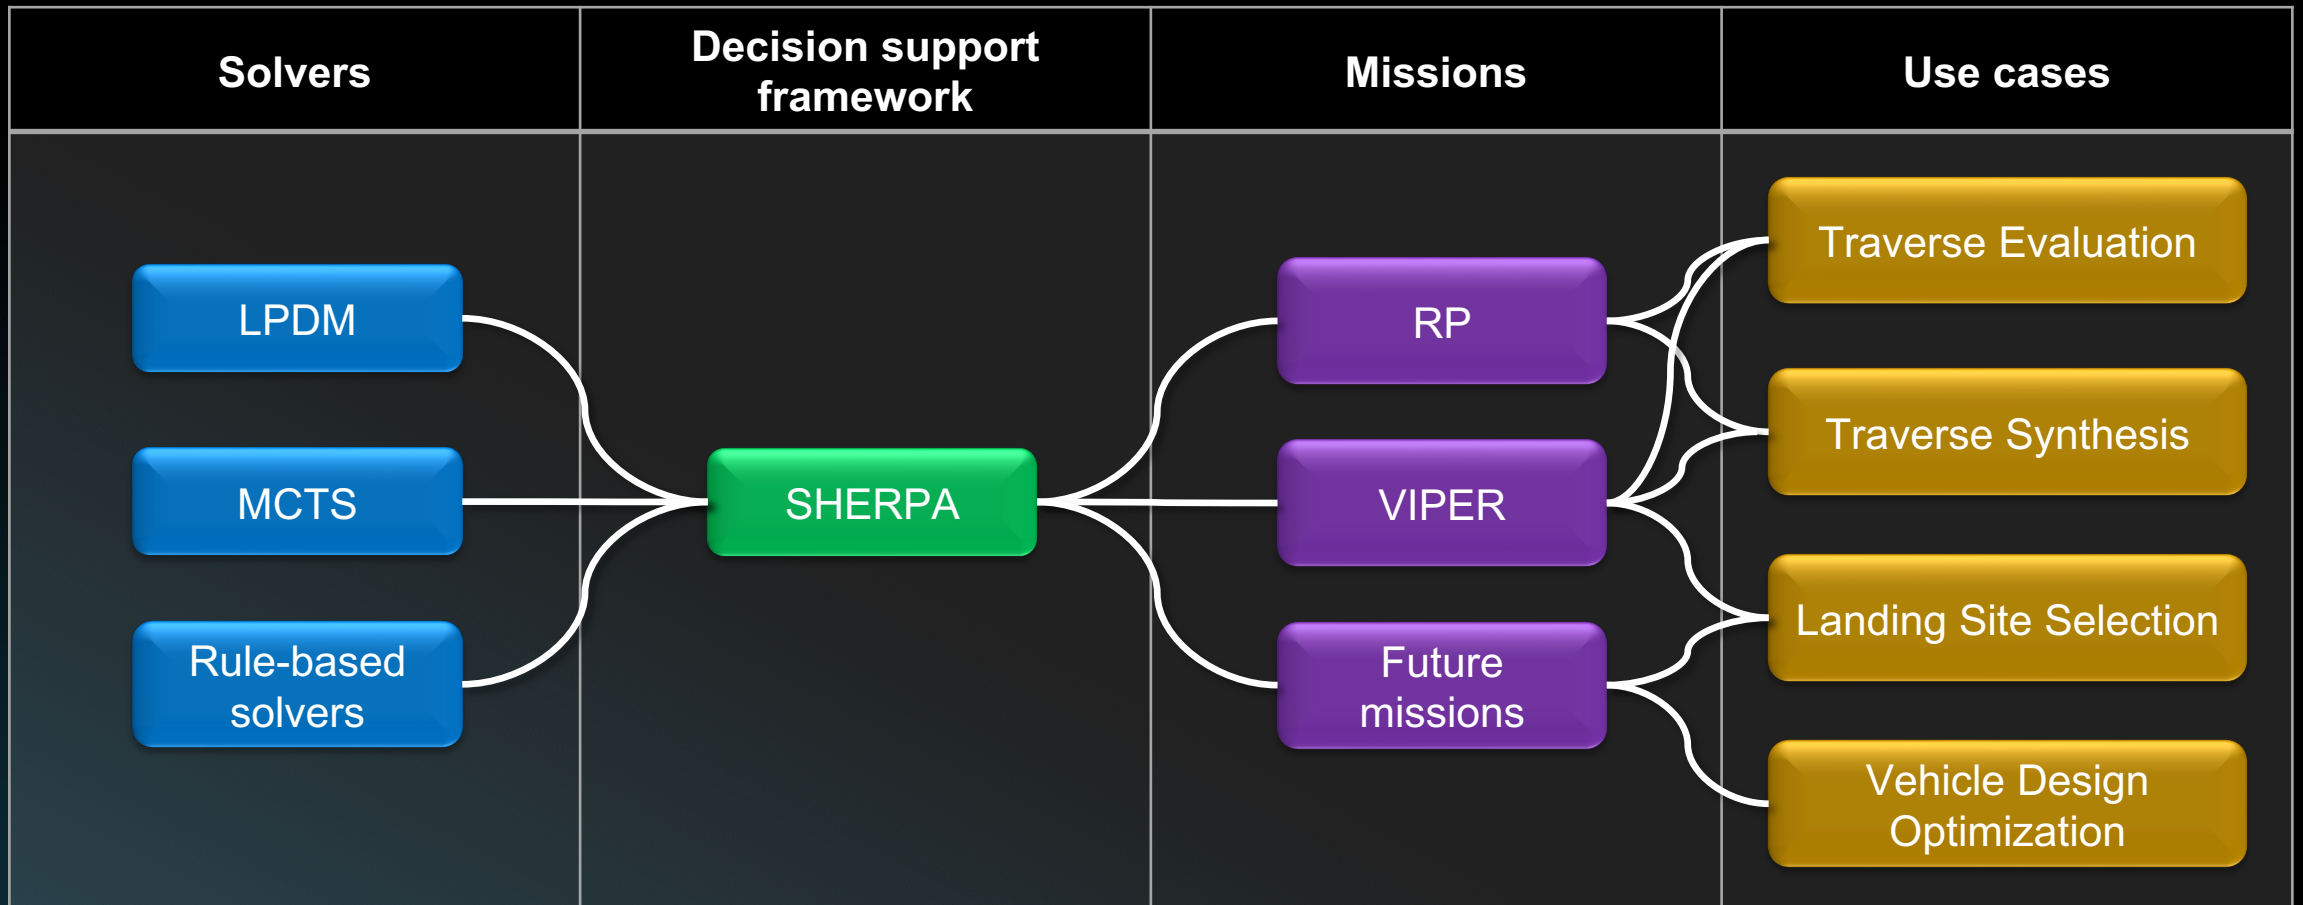 Solvers
Decision support
framework
Missions
Use cases
LPDM
MCTS
Rule-based
solvers
SHERPA
RP
VIPER
Future
missions
Traverse Evaluation
Traverse Synthesis
Landing Site Selection
Vehicle Design
Optimization